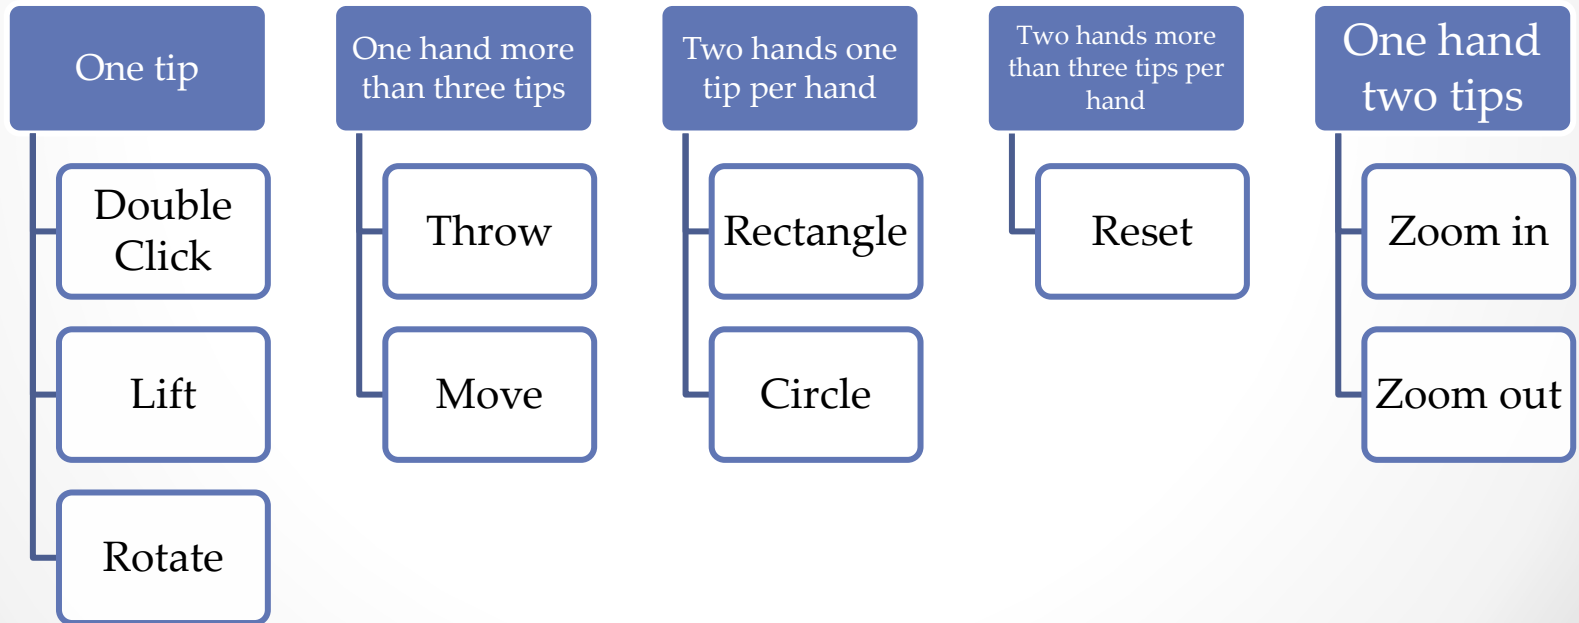 One tip
Double
Click
Lift
Rotate
One hand more
than three tips
Throw
Move
Two hands one
tip per hand
Rectangle
Circle
Two hands more
than three tips per
hand
Reset
One hand
two tips
Zoom in
Zoom out